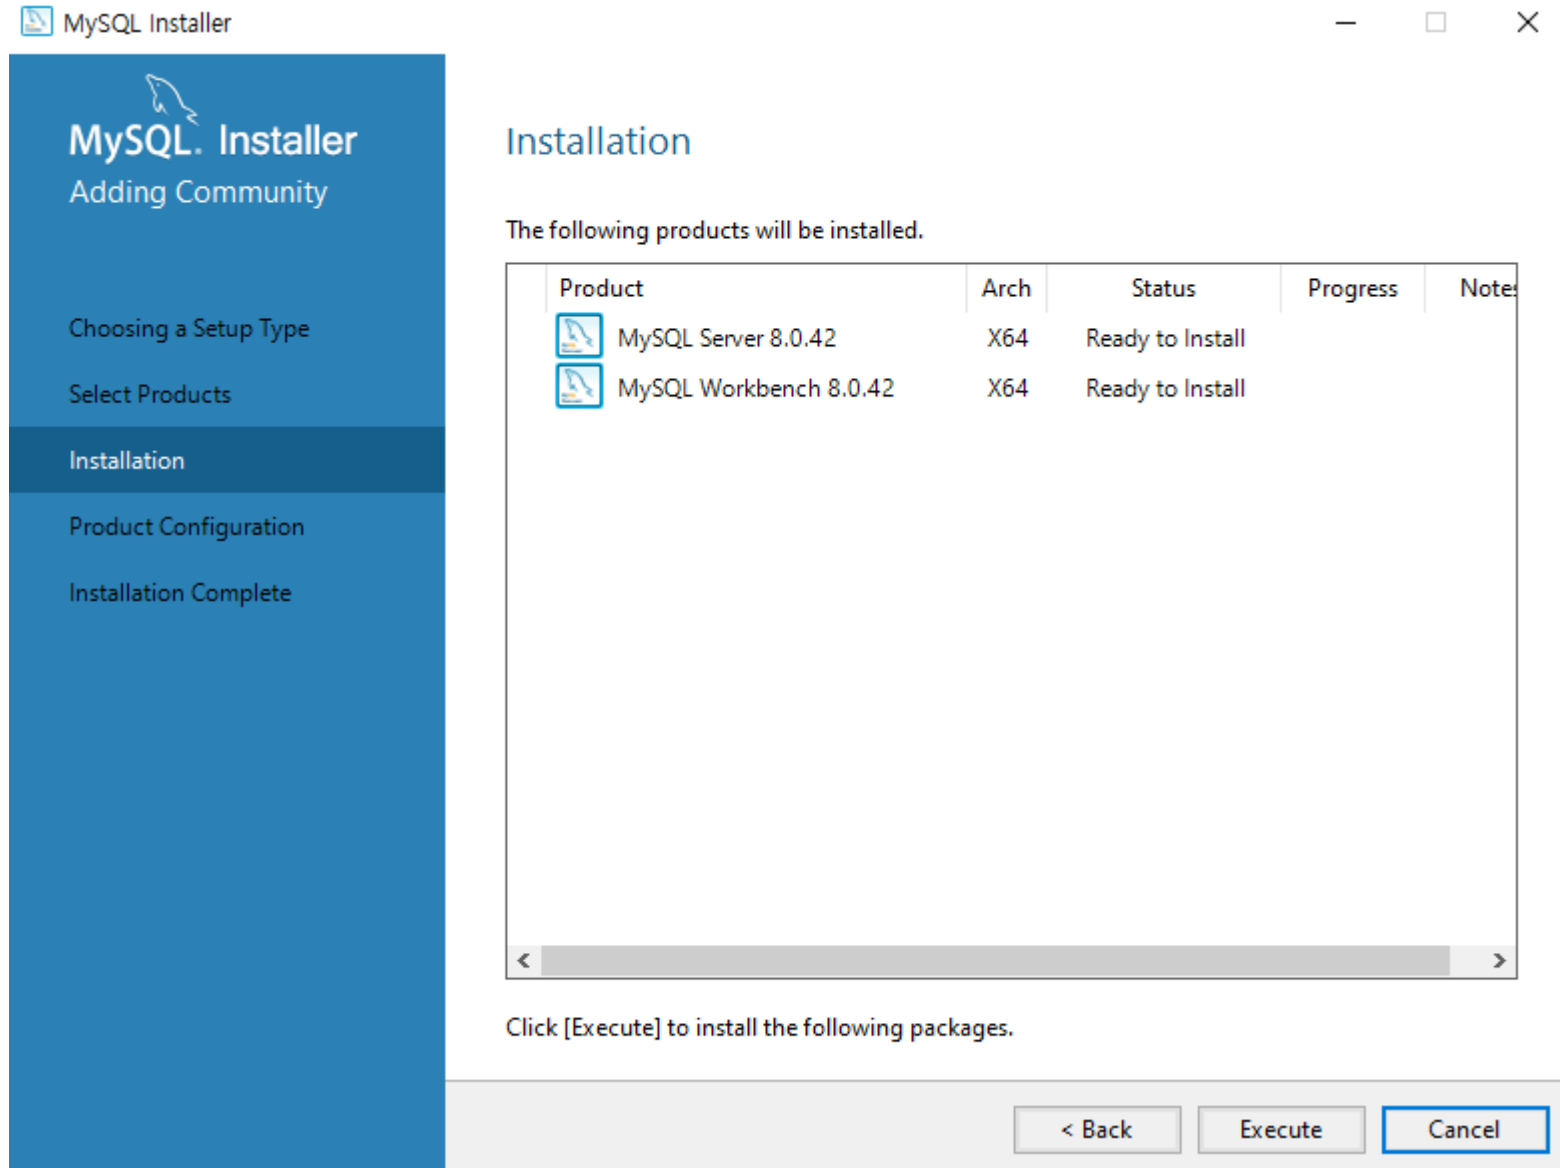 MySQL Installer
MySQL. Installer
Adding Community
Choosing a Setup Type
Select Products
Installation
Product Configuration
Installation Complete
Installation
The following products will be installed.
Product Arch Status Progress Notes
MySQL Server 8.0.42 X64 Ready to Install
MySQL Workbench 8.0.42 X64 Ready to Install
Click [Execute] to install the following packages.
< Back Execute Cancel